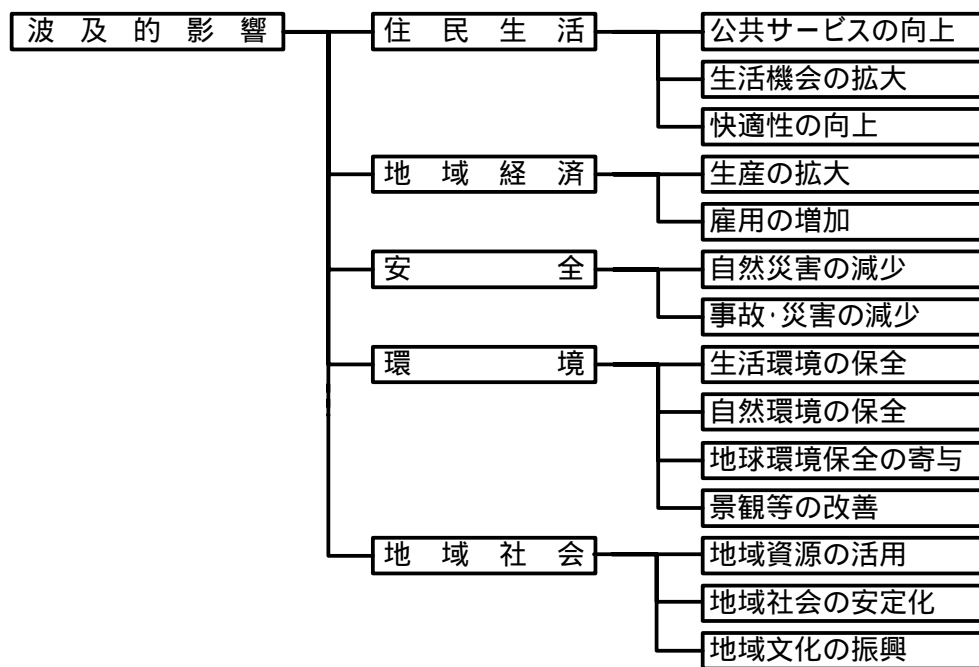 波及的影響
住民生活
公共サービスの向上
生活機会の拡大
快適性の向上
地域経済
生産の拡大
雇用の増加
安全
自然災害の減少
事故･災害の減少
環境
生活環境の保全
自然環境の保全
地球環境保全の寄与
景観等の改善
地域社会
地域資源の活用
地域社会の安定化
地域文化の振興